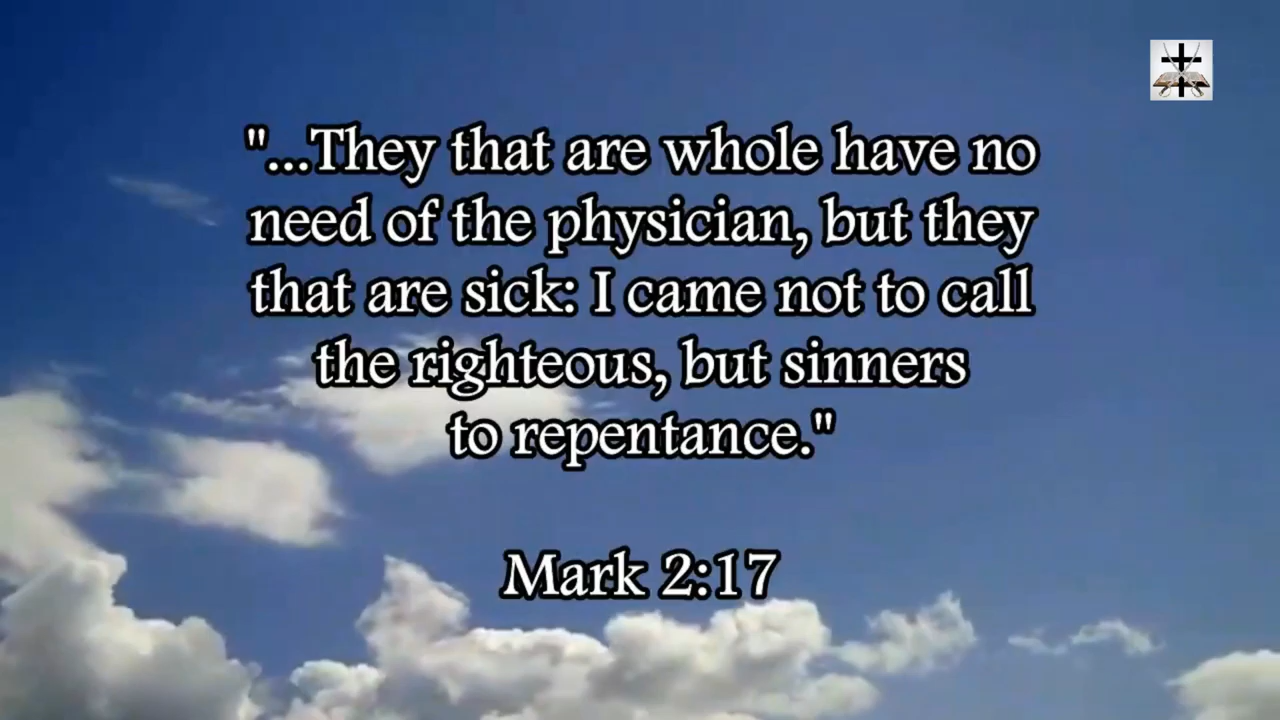 "...They that are whole have no
need of the physician, but they
that are sick: I came not to call
the righteous, but sinners
to repentance."
Mark 2:17